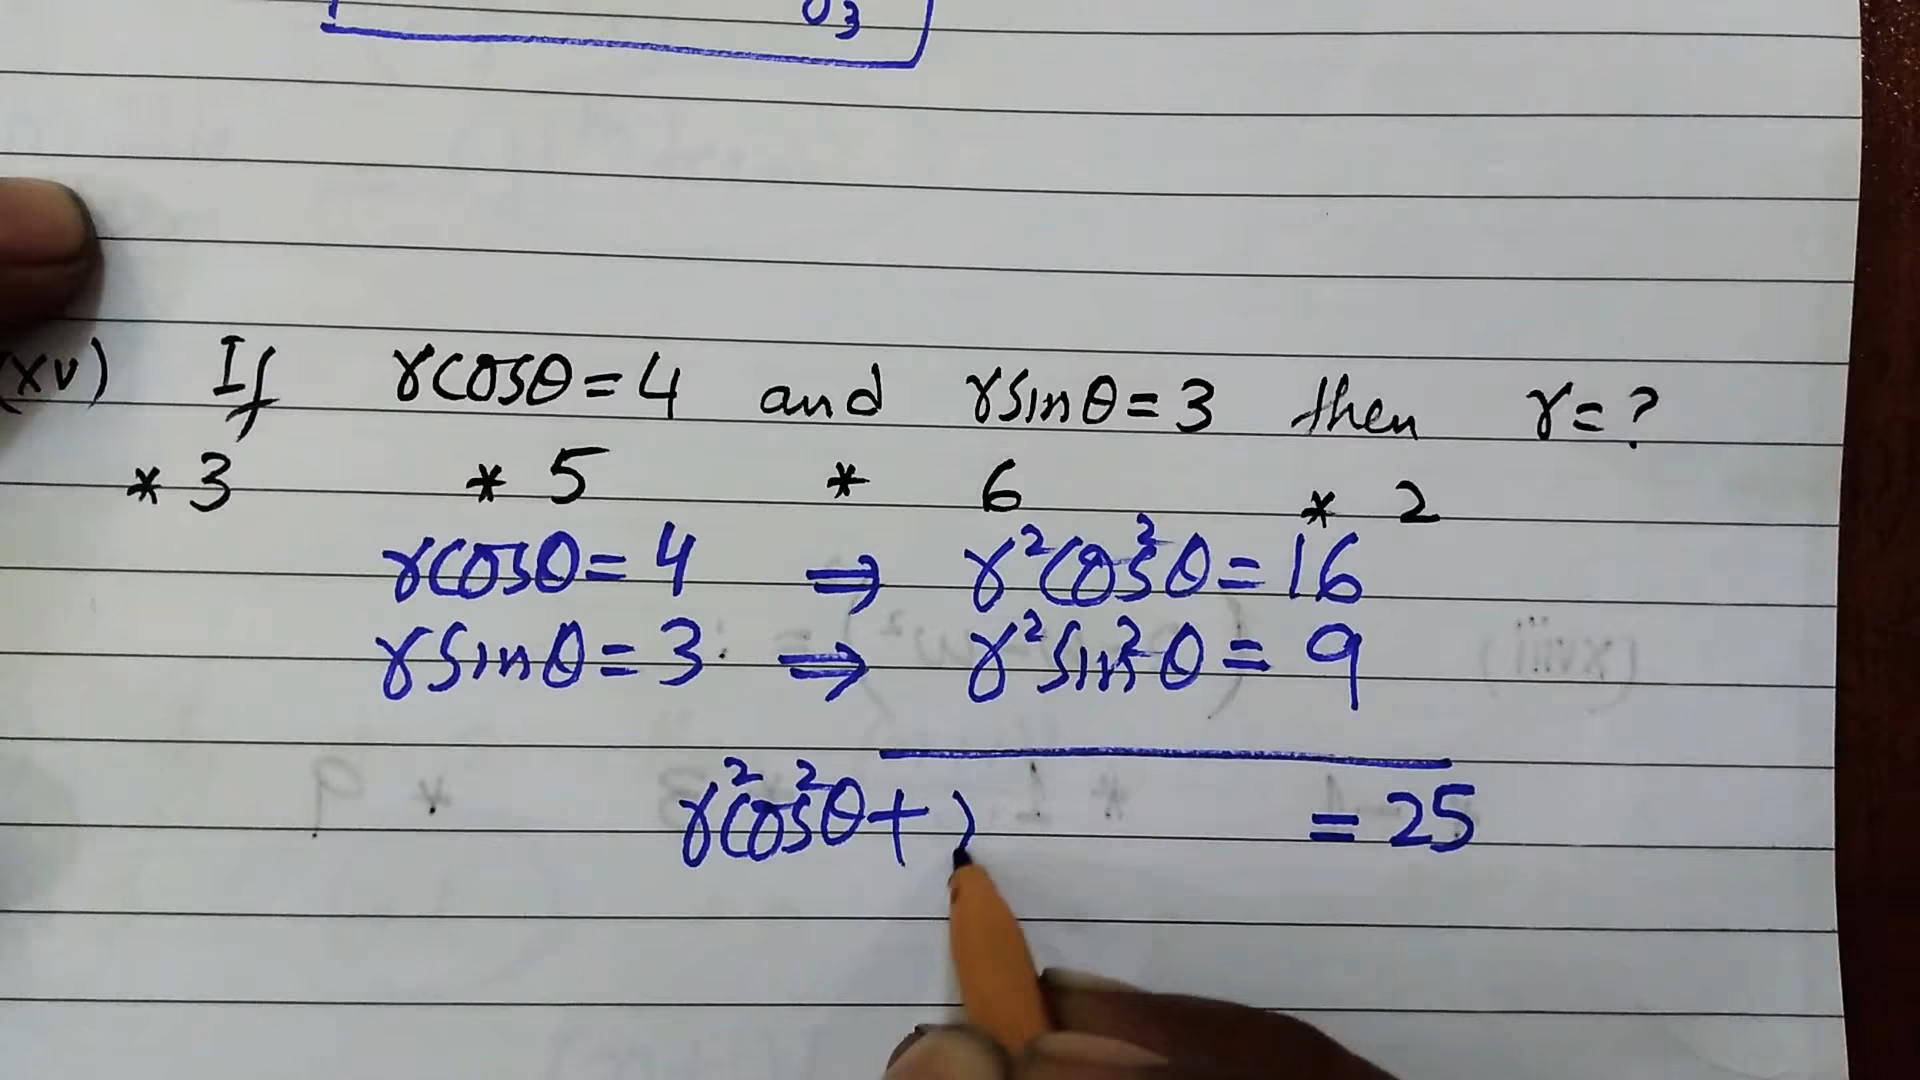 (xv) If rcosθ=4 and rsinθ=3 then r=?
* 3 * 5 * 6 * 2
rcosθ=4 ⇒ r²cos²θ=16
rsinθ=3 ⇒ r²sin²θ=9
r²cos²θ+ =25